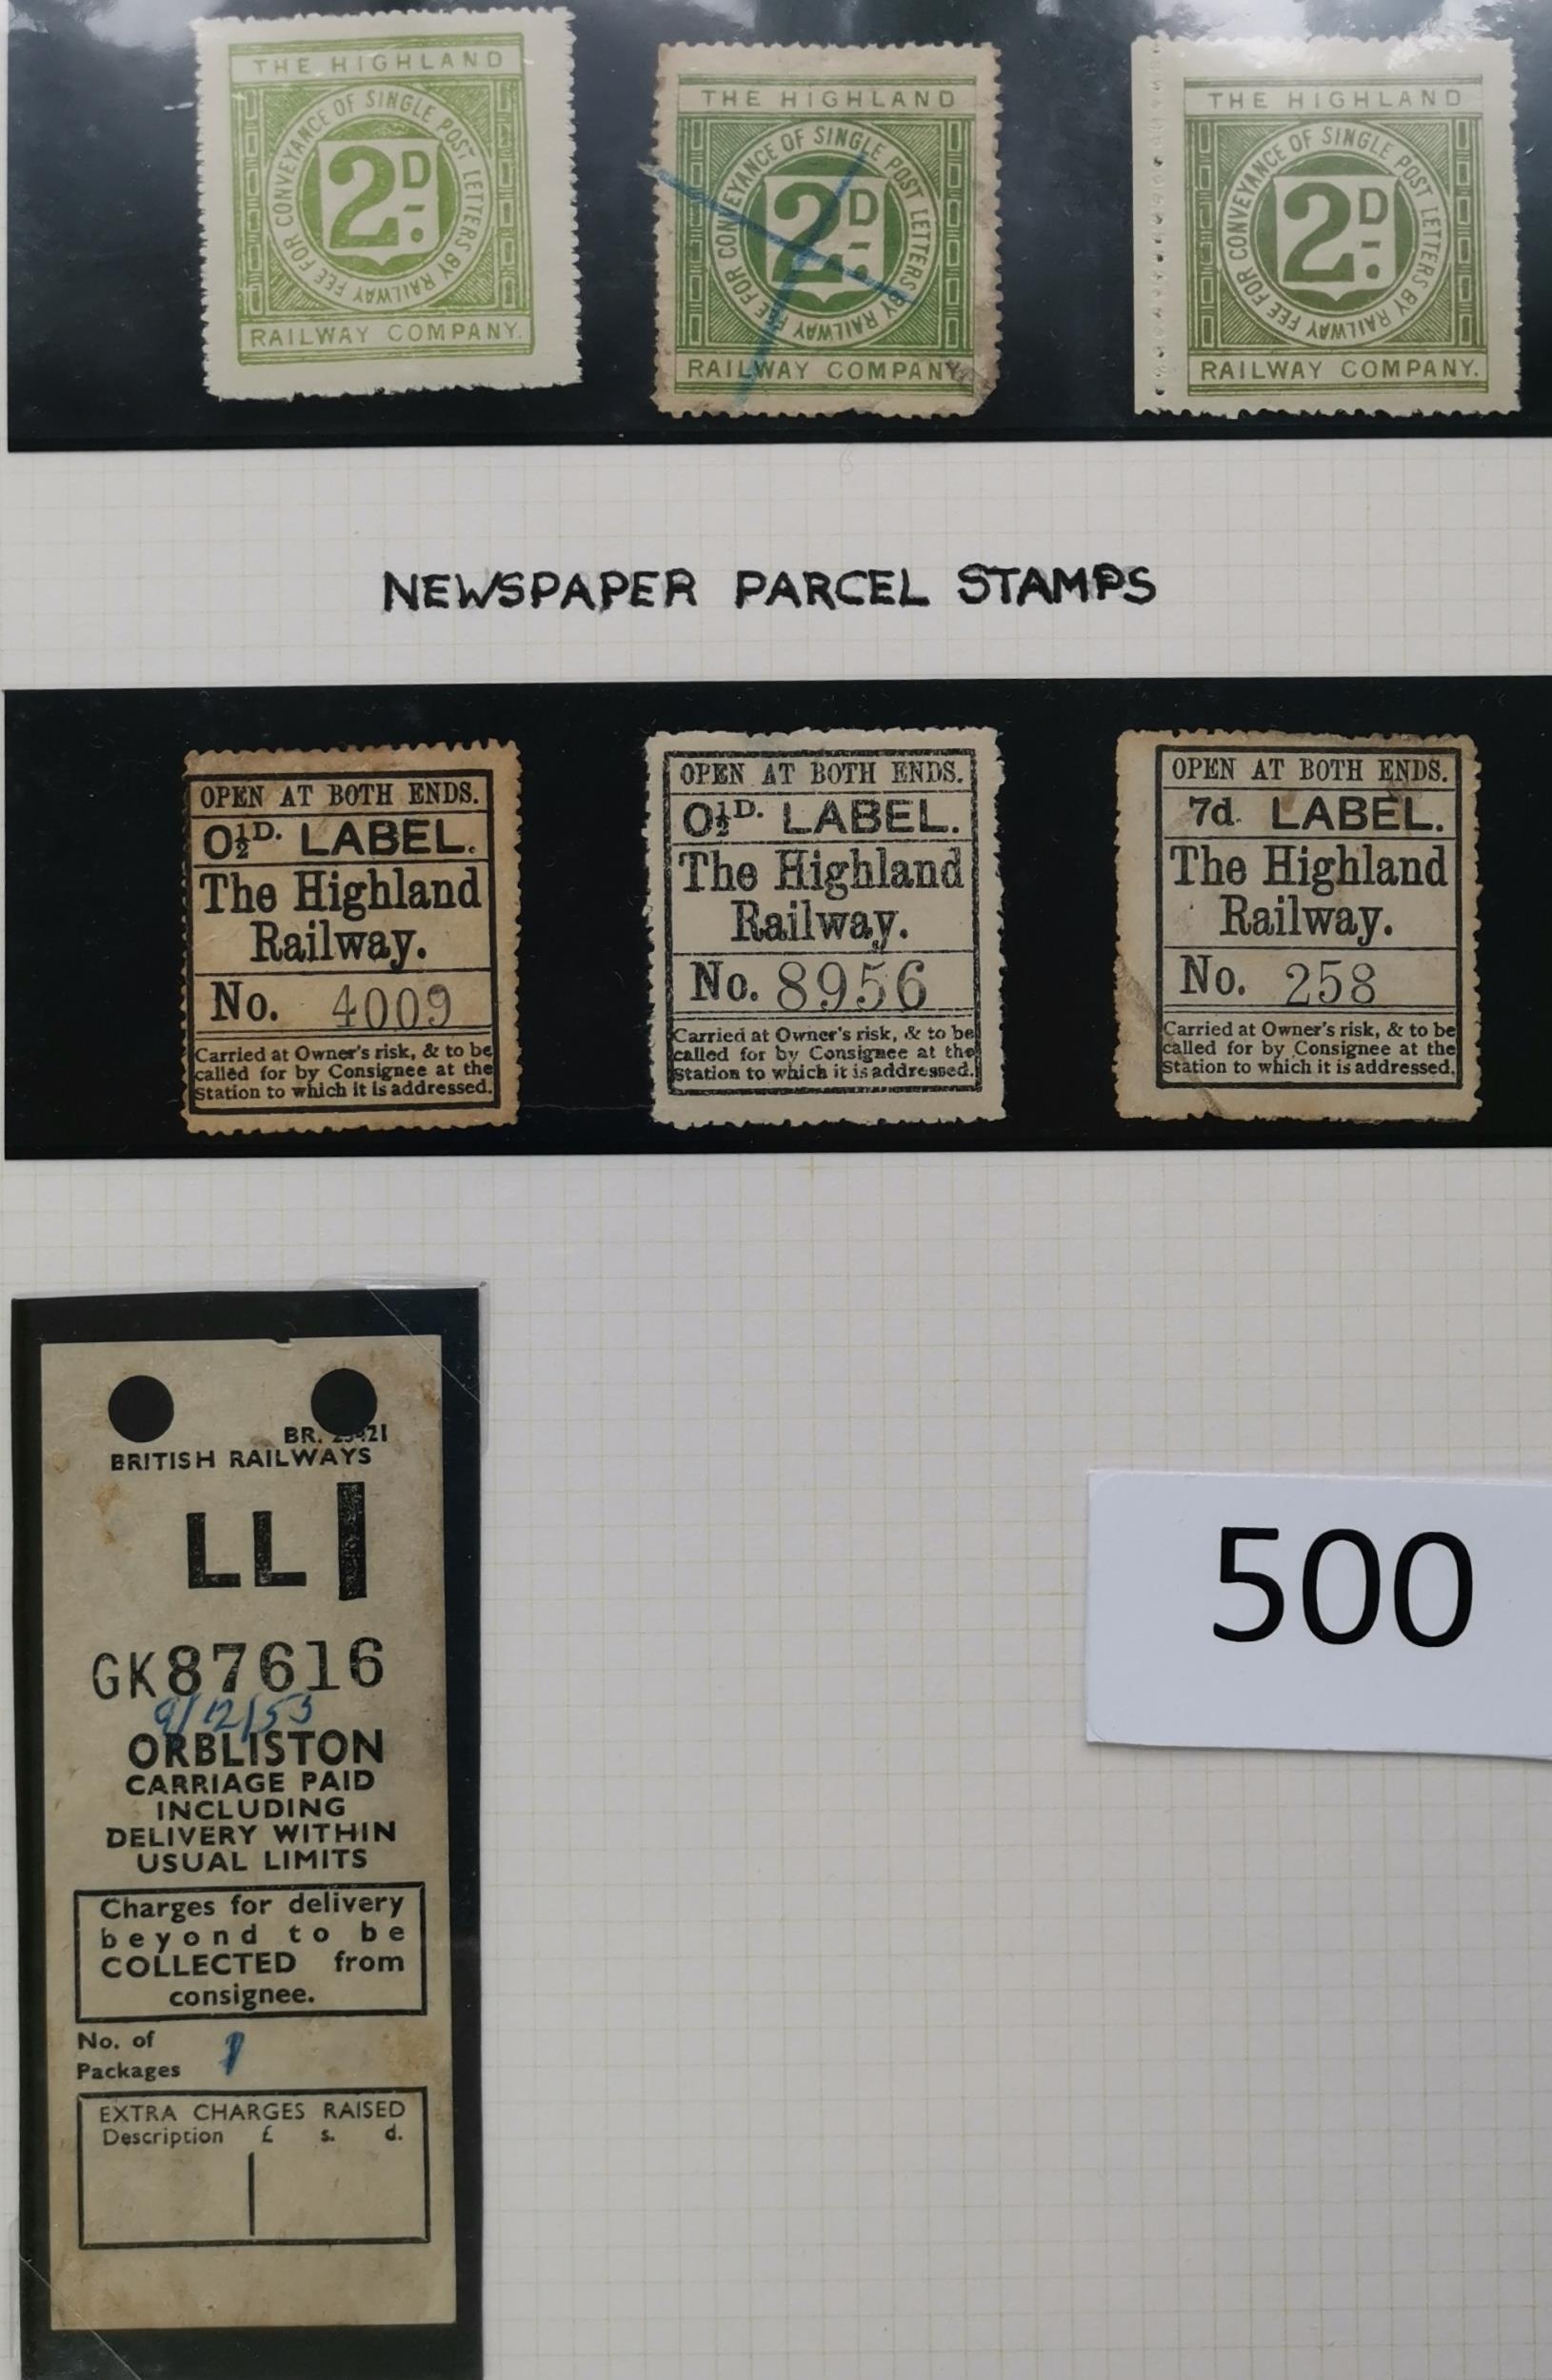 THE HIGHLAND
FEE FOR CONVEYANCE OF SINGLE POST LETTERS BY RAILWAY
2D.
RAILWAY COMPANY.
THE HIGHLAND
FEE FOR CONVEYANCE OF SINGLE POST LETTERS BY RAILWAY
2D.
RAILWAY COMPANY.
THE HIGHLAND
FEE FOR CONVEYANCE OF SINGLE POST LETTERS BY RAILWAY
2D.
RAILWAY COMPANY.
NEWSPAPER PARCEL STAMPS
OPEN AT BOTH ENDS.
0½D. LABEL.
The Highland
Railway.
No. 4009
Carried at Owner's risk, & to be
called for by Consignee at the
Station to which it is addressed.
OPEN AT BOTH ENDS.
0½D. LABEL.
The Highland
Railway.
No. 8956
Carried at Owner's risk, & to be
called for by Consignee at the
Station to which it is addressed.
OPEN AT BOTH ENDS.
7d. LABEL.
The Highland
Railway.
No. 258
Carried at Owner's risk, & to be
called for by Consignee at the
Station to which it is addressed.
BR.
BRITISH RAILWAYS
LL|
GK87616
9/12/53
ORBLISTON
CARRIAGE PAID
INCLUDING
DELIVERY WITHIN
USUAL LIMITS
Charges for delivery
beyond to be
COLLECTED from
consignee.
No. of
Packages 1
EXTRA CHARGES RAISED
Description £ s. d.
500